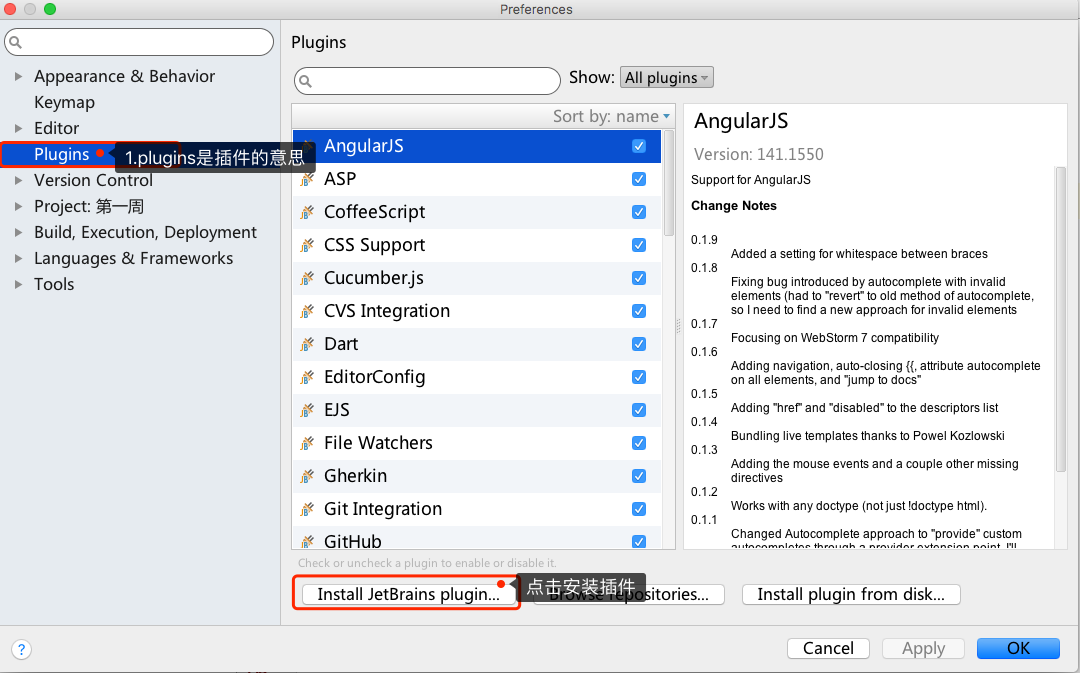 Preferences
Appearance & Behavior
Keymap
Editor
Plugins
1.plugins是插件的意思
Version Control
Project: 第一周
Build, Execution, Deployment
Languages & Frameworks
Tools
Plugins
Show: All plugins
Sort by: name
AngularJS
ASP
CoffeeScript
CSS Support
Cucumber.js
CVS Integration
Dart
EditorConfig
EJS
File Watchers
Gherkin
Git Integration
GitHub
AngularJS
Version: 141.1550
Support for AngularJS
Change Notes
0.1.9
Added a setting for whitespace between braces
0.1.8
Fixing bug introduced by autocomplete with invalid
elements (had to "revert" to old method of autocomplete,
so I need to find a new approach for invalid elements
0.1.7
Focusing on WebStorm 7 compatibility
0.1.6
Adding navigation, auto-closing {{, attribute autocomplete
on all elements, and "jump to docs"
0.1.5
Adding "href" and "disabled" to the descriptors list
0.1.4
Bundling live templates thanks to Powel Kozlowski
0.1.3
Adding the mouse events and a couple other missing
directives
0.1.2
Works with any doctype (not just !doctype html).
0.1.1
Changed Autocomplete approach to "provide" custom
autocompletes through a provider extension point. I'll
Check or uncheck a plugin to enable or disable it.
Install JetBrains plugin...
点击安装插件
Browse repositories...
Install plugin from disk...
?
Cancel
Apply
OK